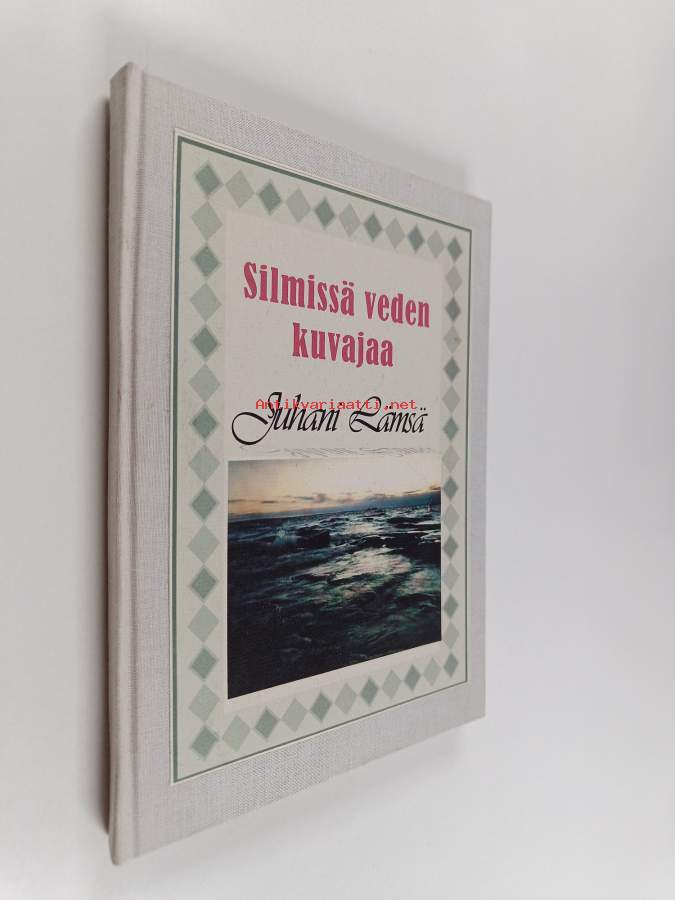 Silmissä veden
kuvajaa
Antikvariaatti.net
Juhani Lämsä